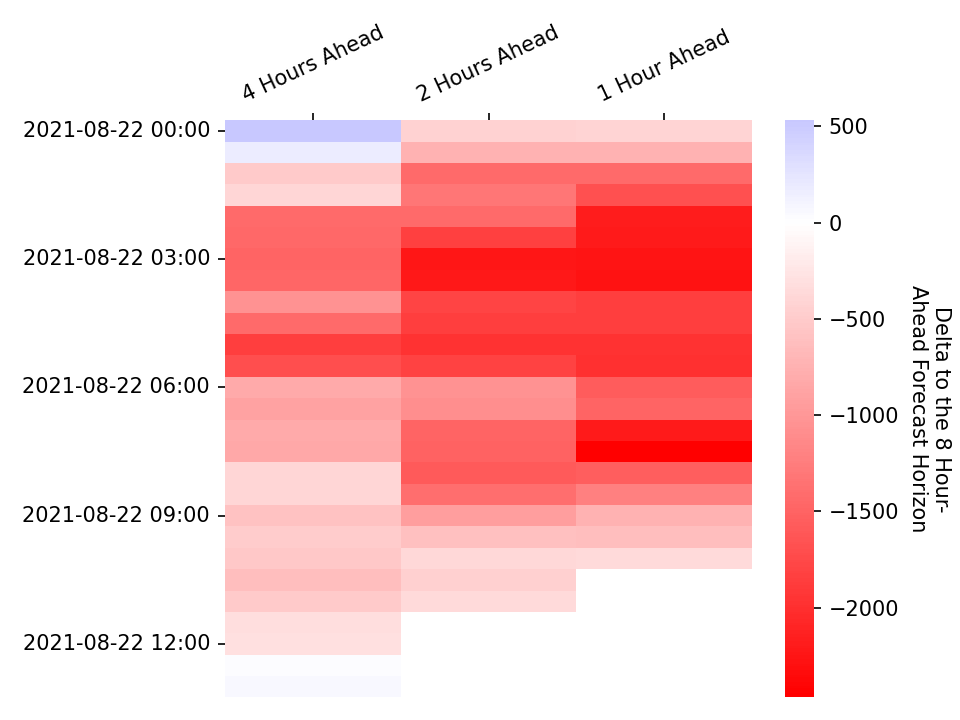 4 Hours Ahead
2 Hours Ahead
1 Hour Ahead
2021-08-22 00:00
2021-08-22 03:00
2021-08-22 06:00
2021-08-22 09:00
2021-08-22 12:00
500
0
−500
−1000
−1500
−2000
Delta to the 8 Hour-
Ahead Forecast Horizon